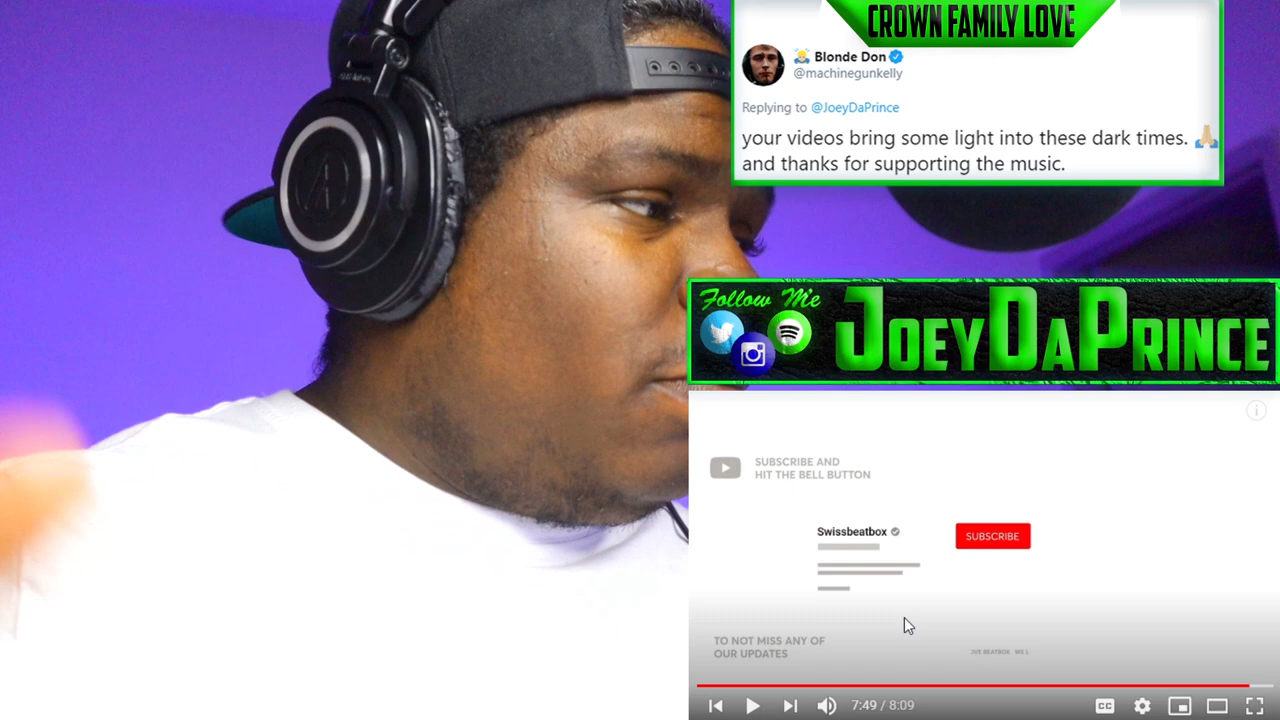 CROWN FAMILY LOVE
Blonde Don
@machinegunkelly
Replying to @JoeyDaPrince
your videos bring some light into these dark times. 🙏🏼
and thanks for supporting the music.
Follow Me
JOEYDAPRINCE
SUBSCRIBE AND
HIT THE BELL BUTTON
Swissbeatbox
SUBSCRIBE
TO NOT MISS ANY OF
OUR UPDATES
7:49 / 8:09
CC